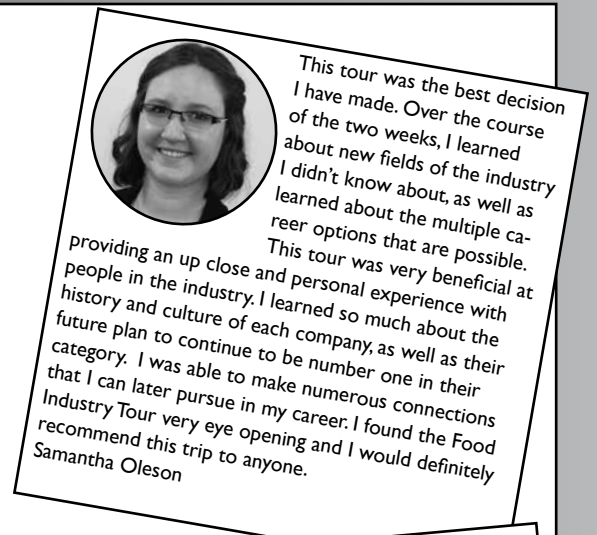 This tour was the best decision
I have made. Over the course
of the two weeks, I learned
about new fields of the industry
I didn't know about, as well as
learned about the multiple ca-
reer options that are possible.
This tour was very beneficial at
providing an up close and personal experience with
people in the industry. I learned so much about the
history and culture of each company, as well as their
future plan to continue to be number one in their
category.  I was able to make numerous connections
that I can later pursue in my career. I found the Food
Industry Tour very eye opening and I would definitely
recommend this trip to anyone.
Samantha Oleson